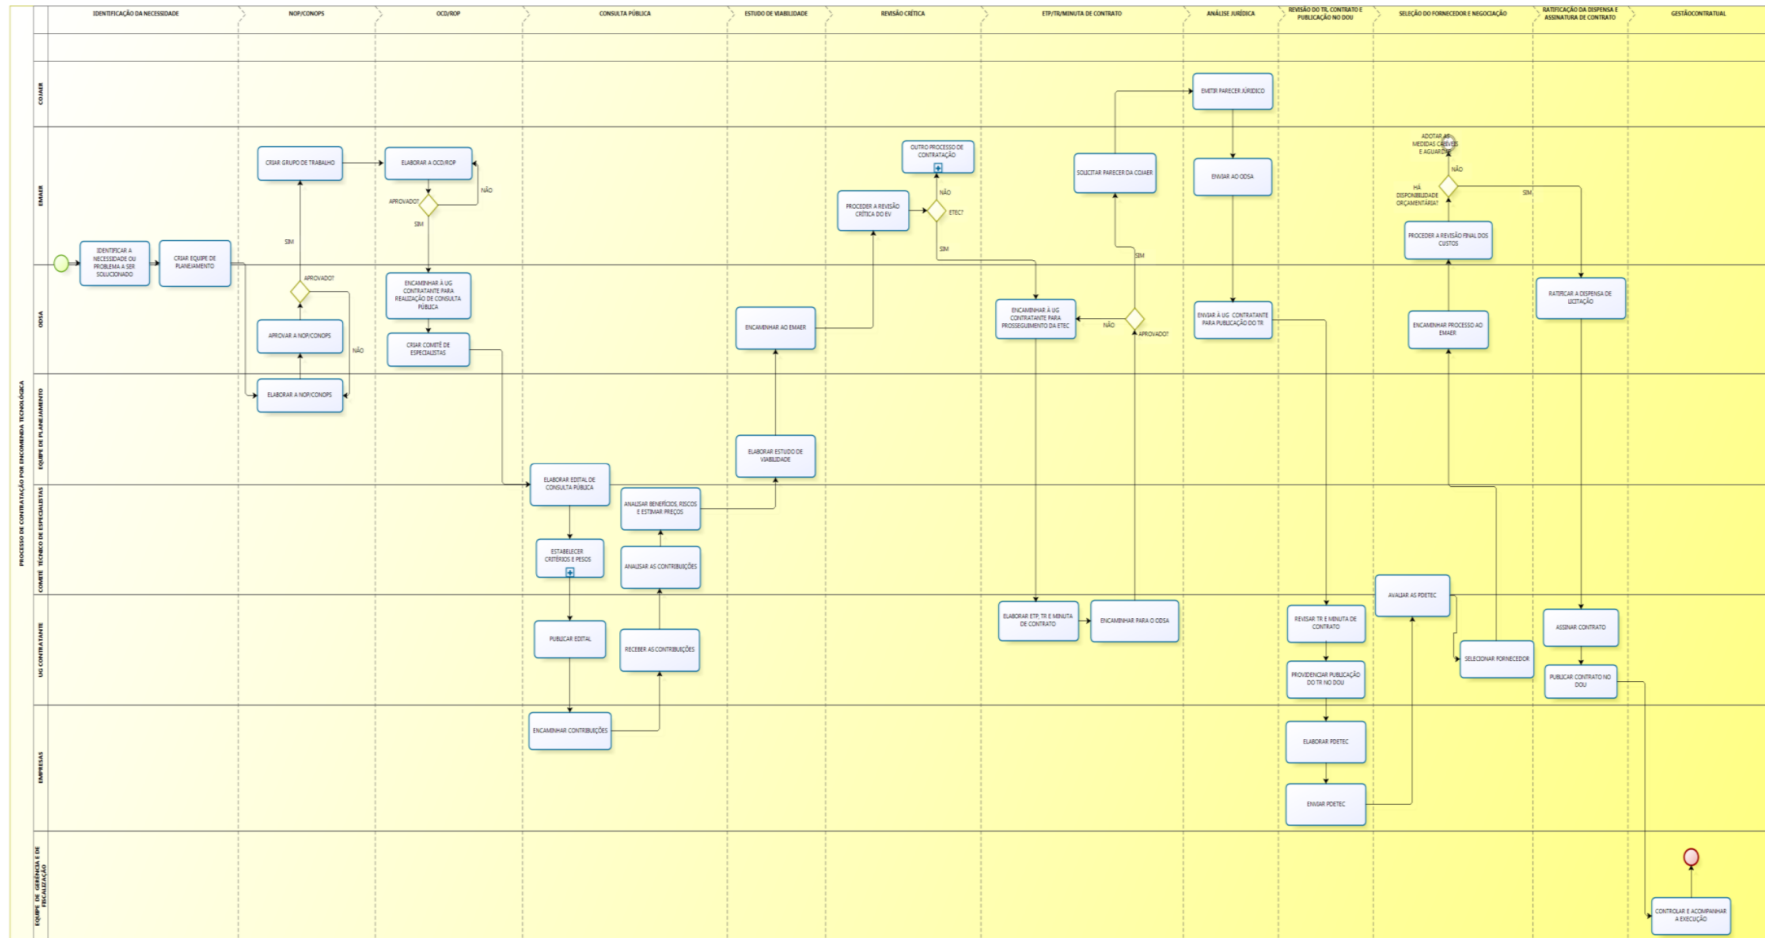 IDENTIFICAÇÃO DA NECESSIDADE
NOP/CONOPS
OCD/ROP
CONSULTA PÚBLICA
ESTUDO DE VIABILIDADE
REVISÃO CRÍTICA
ETP/TR/MINUTA DE CONTRATO
ANÁLISE JURÍDICA
REVISÃO DO TR, CONTRATO E
PUBLICAÇÃO NO DOU
SELEÇÃO DO FORNECEDOR E NEGOCIAÇÃO
RATIFICAÇÃO DA DISPENSA E
ASSINATURA DE CONTRATO
GESTÃOCONTRATUAL
PROCESSO DE CONTRATAÇÃO POR ENCOMENDA TECNOLÓGICA
COJAER
EMITIR PARECER JÚRIDICO
EMAER
IDENTIFICAR A
NECESSIDADE OU
PROBLEMA A SER
SOLUCIONADO
CRIAR EQUIPE DE
PLANEJAMENTO
CRIAR GRUPO DE TRABALHO
SIM
ELABORAR A OCD/ROP
NÃO
APROVADO?
SIM
OUTRO PROCESSO DE
CONTRATAÇÃO
NÃO
PROCEDER A REVISÃO
CRÍTICA DO EV
ETEC?
SIM
SOLICITAR PARECER DA COJAER
SIM
ENVIAR AO ODSA
ADOTAR AS
MEDIDAS CABÍVEIS
E AGUARDAR
NÃO
HÁ
DISPONIBILIDADE
ORÇAMENTÁRIA?
SIM
PROCEDER A REVISÃO FINAL DOS
CUSTOS
ODSA
APROVADO?
APROVAR A NOP/CONOPS
NÃO
ENCAMINHAR À UG
CONTRATANTE PARA
REALIZAÇÃO DE CONSULTA
PÚBLICA
CRIAR COMITÊ DE
ESPECIALISTAS
ENCAMINHAR AO EMAER
ENCAMINHAR À UG
CONTRATANTE PARA
PROSSEGUIMENTO DA ETEC
NÃO
APROVADO?
ENVIAR À UG CONTRATANTE
PARA PUBLICAÇÃO DO TR
ENCAMINHAR PROCESSO AO
EMAER
RATIFICAR A DISPENSA DE
LICITAÇÃO
EQUIPE DE PLANEJAMENTO
ELABORAR A NOP/CONOPS
ELABORAR EDITAL DE
CONSULTA PÚBLICA
ELABORAR ESTUDO DE
VIABILIDADE
COMITÊ TÉCNICO DE ESPECIALISTAS
ESTABELECER
CRITÉRIOS E PESOS
ANALISAR BENEFÍCIOS, RISCOS
E ESTIMAR PREÇOS
ANALISAR AS CONTRIBUIÇÕES
AVALIAR AS PDETEC
UG CONTRATANTE
PUBLICAR EDITAL
RECEBER AS CONTRIBUIÇÕES
ELABORAR ETP, TR E MINUTA
DE CONTRATO
ENCAMINHAR PARA O ODSA
REVISAR TR E MINUTA DE
CONTRATO
PROVIDENCIAR PUBLICAÇÃO
DO TR NO DOU
SELECIONAR FORNECEDOR
ASSINAR CONTRATO
PUBLICAR CONTRATO NO
DOU
EMPRESAS
ENCAMINHAR CONTRIBUIÇÕES
ELABORAR PDETEC
ENVIAR PDETEC
EQUIPE DE GERÊNCIA E DE
FISCALIZAÇÃO
CONTROLAR E ACOMPANHAR
A EXECUÇÃO